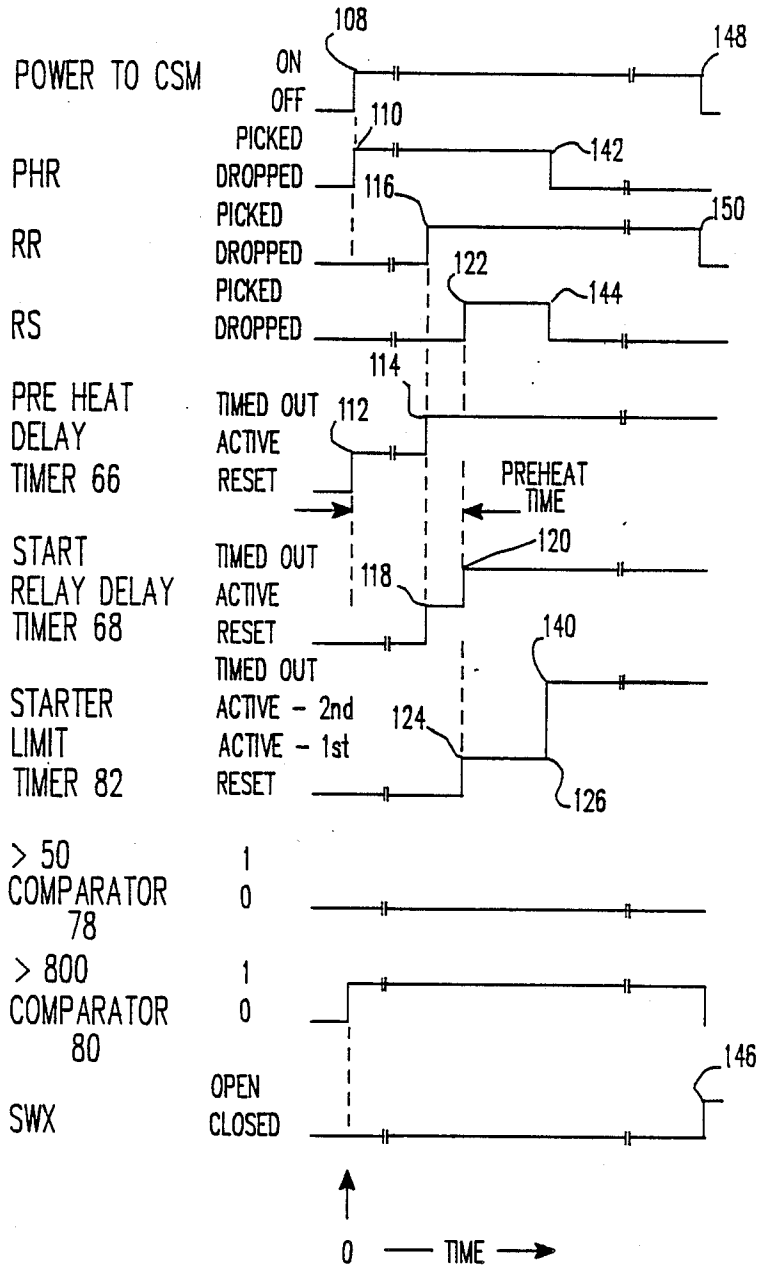 108
148
POWER TO CSM
ON
OFF
110
PICKED
142
PHR
DROPPED
116
150
PICKED
RR
DROPPED
122
PICKED
144
RS
DROPPED
114
PRE HEAT
DELAY
TIMER 66
TIMED OUT
112
ACTIVE
RESET
PREHEAT
TIME
START
RELAY DELAY
TIMER 68
TIMED OUT
120
118
ACTIVE
RESET
140
TIMED OUT
STARTER
LIMIT
TIMER 82
ACTIVE - 2nd
124
ACTIVE - 1st
RESET
126
> 50
COMPARATOR
78
1
0
> 800
COMPARATOR
80
1
0
146
SWX
OPEN
CLOSED
0 TIME